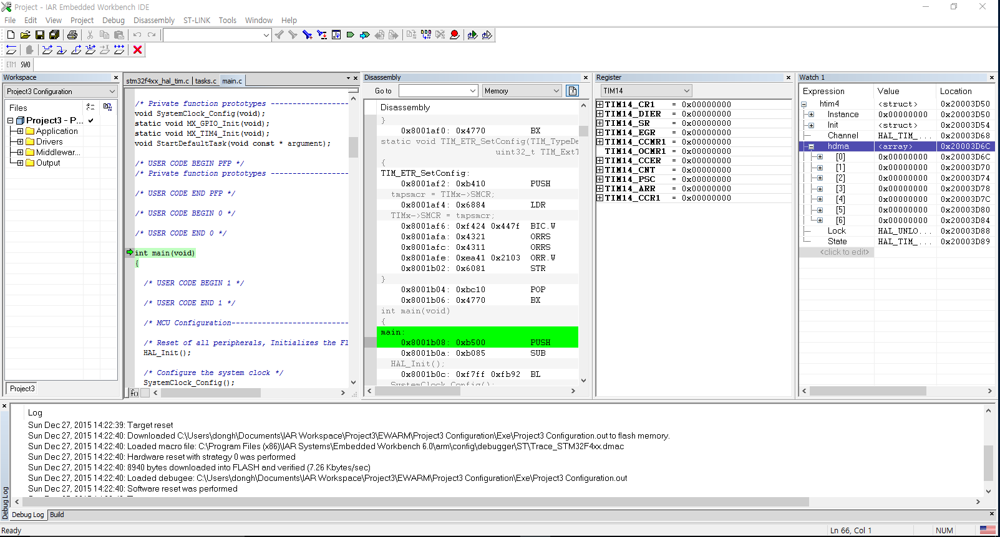 Project - IAR Embedded Workbench IDE
File Edit View Project Debug Disassembly ST-LINK Tools Window Help
ETM SWO
Workspace
Project3 Configuration
Files
Project3 - P...
Application
Drivers
Middlewar...
Output
Project3
stm32f4xx_hal_tim.c | tasks.c | main.c
/* Private function prototypes -----------------
void SystemClock_Config(void);
static void MX_GPIO_Init(void);
static void MX_TIM4_Init(void);
void StartDefaultTask(void const * argument);
/* USER CODE BEGIN PFP */
/* Private function prototypes -----------------
/* USER CODE END PFP */
/* USER CODE BEGIN 0 */
/* USER CODE END 0 */
int main(void)
{
/* USER CODE BEGIN 1 */
/* USER CODE END 1 */
/* MCU Configuration--------------------------
/* Reset of all peripherals, Initializes the Fl
HAL_Init();
/* Configure the system clock */
SystemClock_Config();
f()
Disassembly
Go to
Memory
Disassembly
}
0x8001af0: 0x4770 BX
static void TIM_ETR_SetConfig(TIM_TypeDe
uint32_t TIM_ExtT
{
TIM_ETR_SetConfig:
0x8001af2: 0xb410 PUSH
tmpsmcr = TIMx->SMCR;
0x8001af4: 0x6884 LDR
TIMx->SMCR = tmpsmcr;
0x8001af6: 0xf424 0x447f BIC.W
0x8001afa: 0x4321 ORRS
0x8001afc: 0x4311 ORRS
0x8001afe: 0xea41 0x2103 ORR.W
0x8001b02: 0x6081 STR
}
0x8001b04: 0xbc10 POP
0x8001b06: 0x4770 BX
int main(void)
{
main:
0x8001b08: 0xb500 PUSH
0x8001b0a: 0xb085 SUB
HAL_Init();
0x8001b0c: 0xf7ff 0xfb92 BL
SystemClock_Config();
Register
TIM14
TIM14_CR1 = 0x00000000
TIM14_DIER = 0x00000000
TIM14_SR = 0x00000000
TIM14_EGR = 0x00000000
TIM14_CCMR1 = 0x00000000
TIM14_OCMR1 = 0x00000000
TIM14_CCER = 0x00000000
TIM14_CNT = 0x00000000
TIM14_PSC = 0x00000000
TIM14_ARR = 0x00000000
TIM14_CCR1 = 0x00000000
Watch 1
Expression Value Location
htim4 <struct> 0x20003D50
Instance 0x00000000 0x20003D50
Init <struct> 0x20003D54
Channel HAL_TIM_... 0x20003D68
hdma <array> 0x20003D6C
[0] 0x00000000 0x20003D6C
[1] 0x00000000 0x20003D70
[2] 0x00000000 0x20003D74
[3] 0x00000000 0x20003D78
[4] 0x00000000 0x20003D7C
[5] 0x00000000 0x20003D80
[6] 0x00000000 0x20003D84
Lock HAL_UNLO... 0x20003D88
State HAL_TIM_... 0x20003D89
<click to edit>
Log
Sun Dec 27, 2015 14:22:39: Target reset
Sun Dec 27, 2015 14:22:40: Downloaded C:\Users\dongh\Documents\IAR Workspace\Project3\EWARM\Project3 Configuration\Exe\Project3 Configuration.out to flash memory.
Sun Dec 27, 2015 14:22:40: Loaded macro file: C:\Program Files (x86)\IAR Systems\Embedded Workbench 6.0\arm\config\debugger\ST\Trace_STM32F4xx.dmac
Sun Dec 27, 2015 14:22:40: Hardware reset with strategy 0 was performed
Sun Dec 27, 2015 14:22:40: 8940 bytes downloaded into FLASH and verified (7.26 Kbytes/sec)
Sun Dec 27, 2015 14:22:40: Loaded debugee: C:\Users\dongh\Documents\IAR Workspace\Project3\EWARM\Project3 Configuration\Exe\Project3 Configuration.out
Sun Dec 27, 2015 14:22:40: Software reset was performed
Debug Log
Debug Log Build
Ready
Ln 66, Col 1
NUM